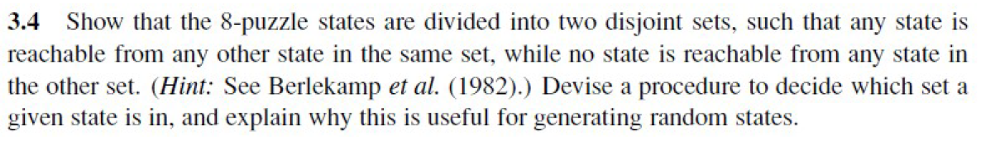 3.4 Show that the 8-puzzle states are divided into two disjoint sets, such that any state is
reachable from any other state in the same set, while no state is reachable from any state in
the other set. (Hint: See Berlekamp et al. (1982).) Devise a procedure to decide which set a
given state is in, and explain why this is useful for generating random states.